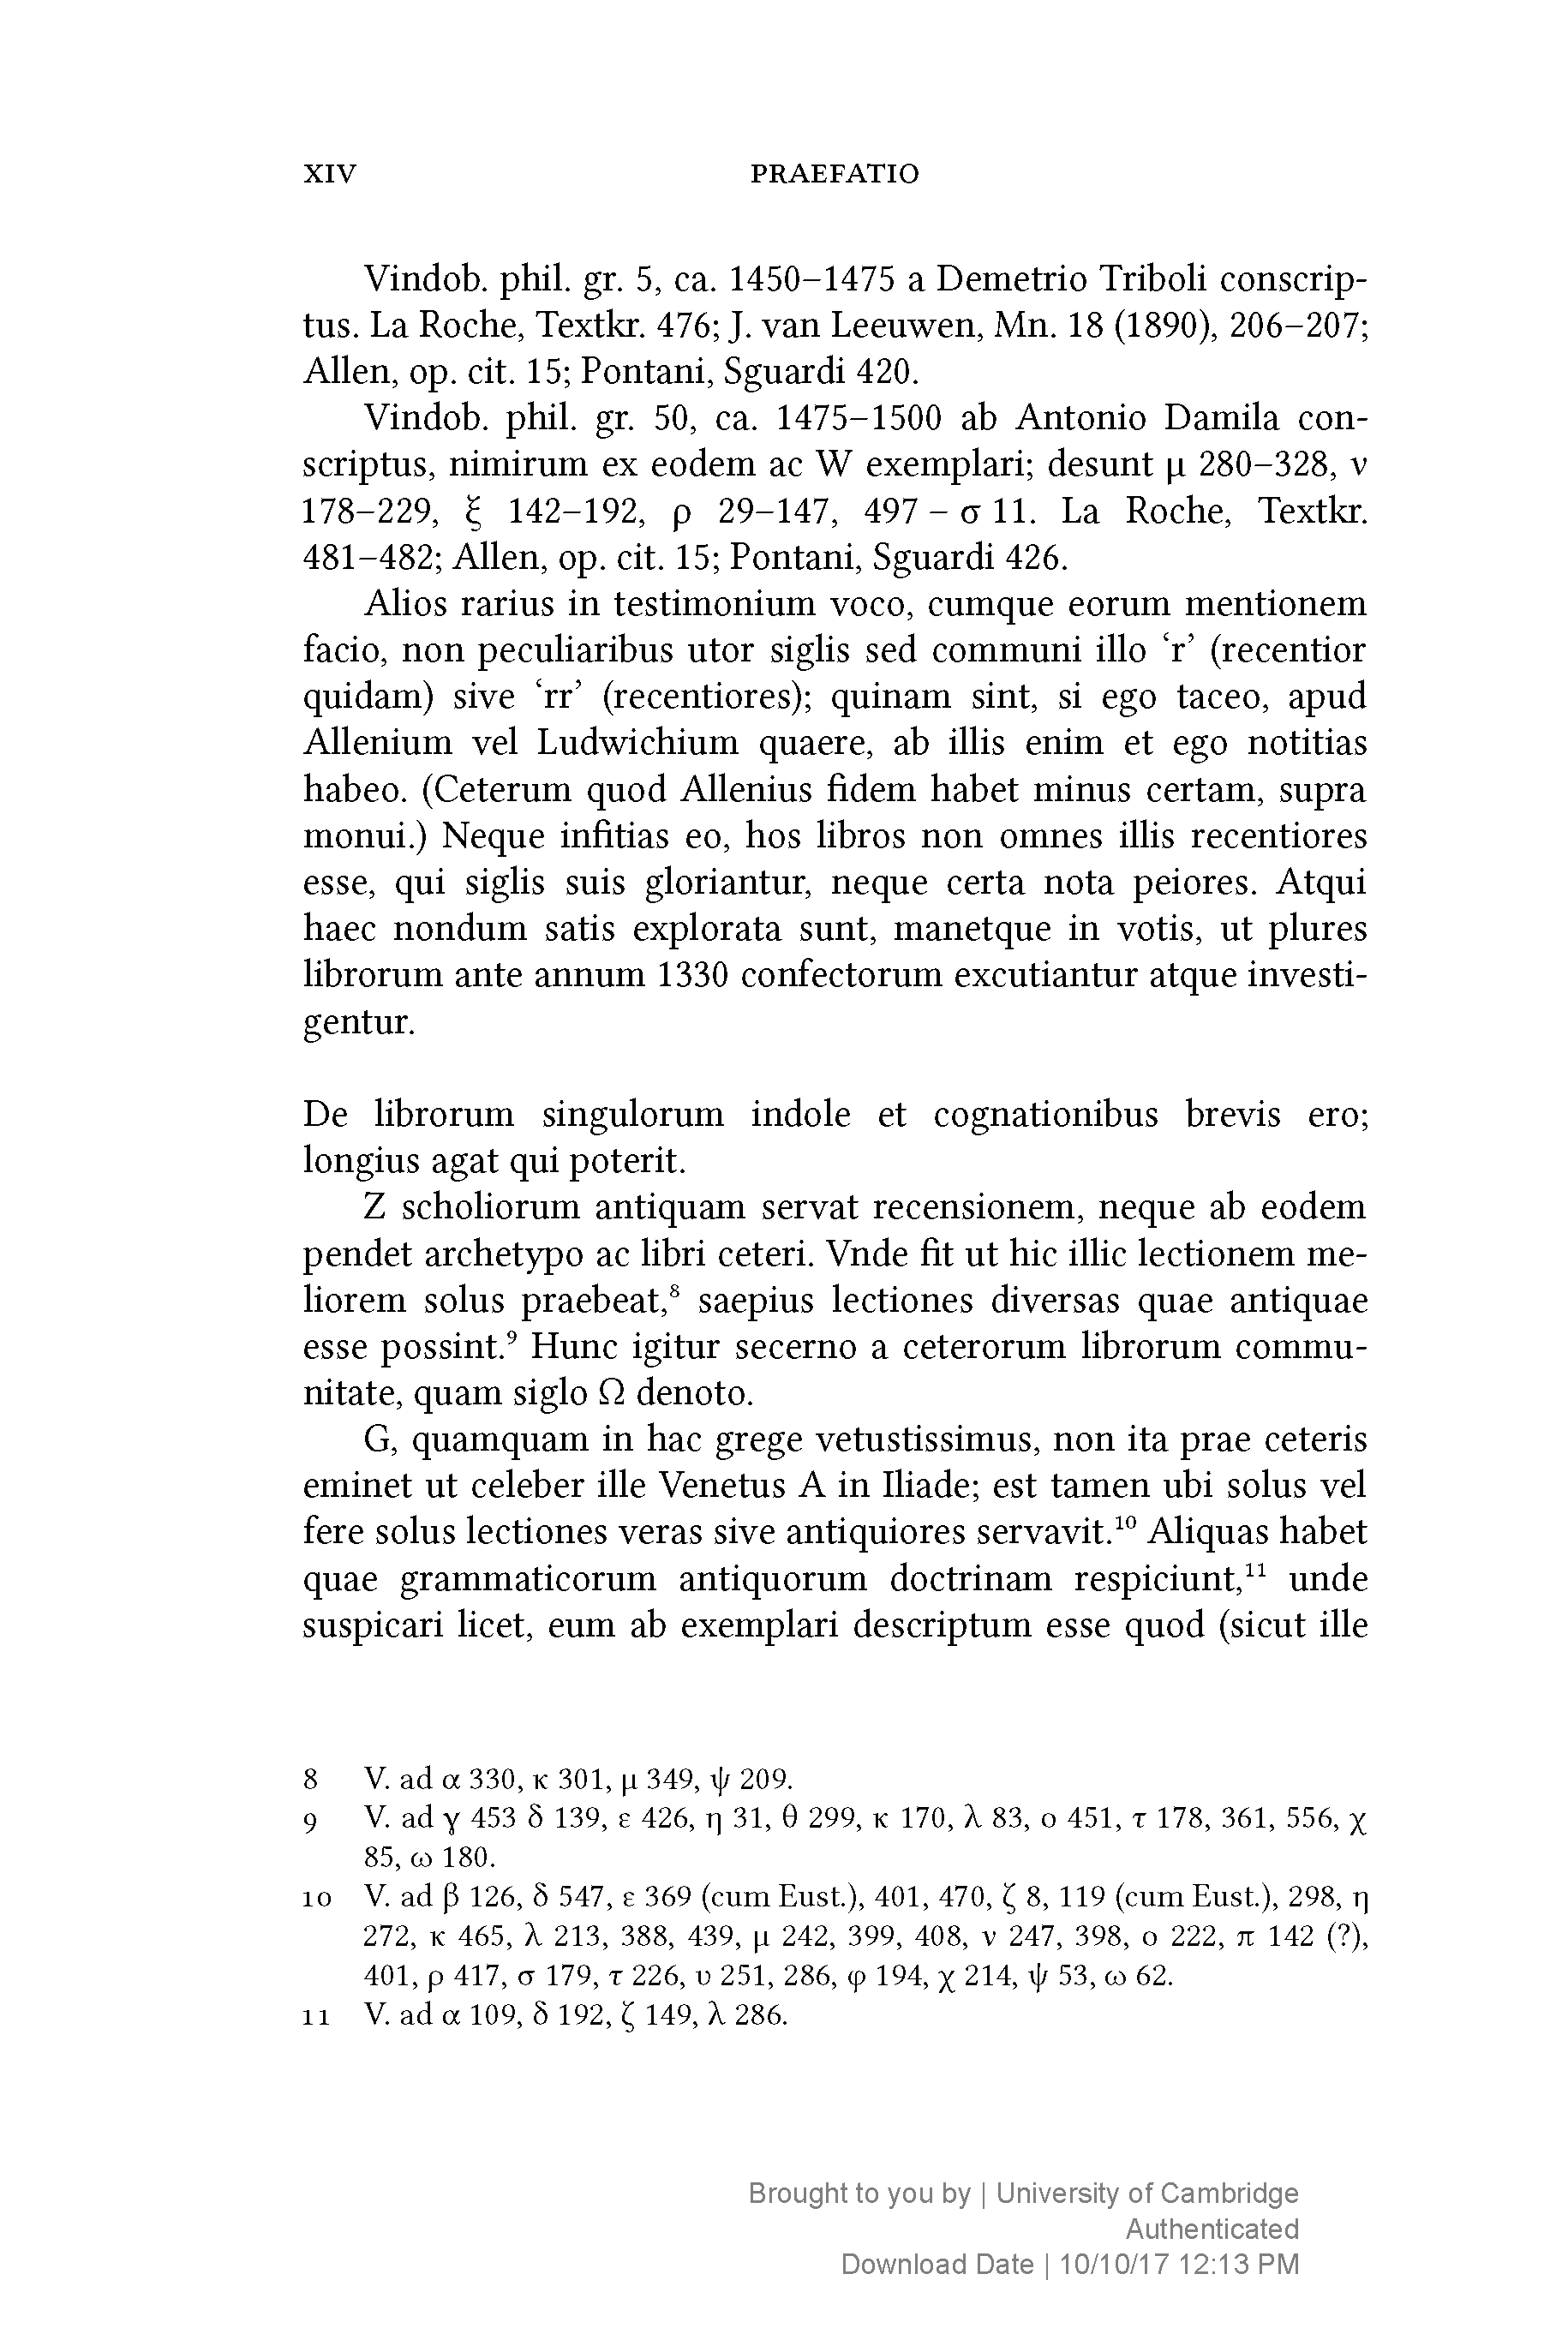 XIV PRAEFATIO
Vindob. phil. gr. 5, ca. 1450–1475 a Demetrio Triboli conscrip-
tus. La Roche, Textkr. 476; J. van Leeuwen, Mn. 18 (1890), 206–207;
Allen, op. cit. 15; Pontani, Sguardi 420.
Vindob. phil. gr. 50, ca. 1475–1500 ab Antonio Damila con-
scriptus, nimirum ex eodem ac W exemplari; desunt μ 280–328, ν
178–229, ξ 142–192, ρ 29–147, 497 – σ 11. La Roche, Textkr.
481–482; Allen, op. cit. 15; Pontani, Sguardi 426.
Alios rarius in testimonium voco, cumque eorum mentionem
facio, non peculiaribus utor siglis sed communi illo ‘r’ (recentior
quidam) sive ‘rr’ (recentiores); quinam sint, si ego taceo, apud
Allenium vel Ludwichium quaere, ab illis enim et ego notitias
habeo. (Ceterum quod Allenius fidem habet minus certam, supra
monui.) Neque infitias eo, hos libros non omnes illis recentiores
esse, qui siglis suis gloriantur, neque certa nota peiores. Atqui
haec nondum satis explorata sunt, manetque in votis, ut plures
librorum ante annum 1330 confectorum excutiantur atque investi-
gentur.
De librorum singulorum indole et cognationibus brevis ero;
longius agat qui poterit.
Z scholiorum antiquam servat recensionem, neque ab eodem
pendet archetypo ac libri ceteri. Vnde fit ut hic illic lectionem me-
liorem solus praebeat,⁸ saepius lectiones diversas quae antiquae
esse possint.⁹ Hunc igitur secerno a ceterorum librorum commu-
nitate, quam siglo Ω denoto.
G, quamquam in hac grege vetustissimus, non ita prae ceteris
eminet ut celeber ille Venetus A in Iliade; est tamen ubi solus vel
fere solus lectiones veras sive antiquiores servavit.¹⁰ Aliquas habet
quae grammaticorum antiquorum doctrinam respiciunt,¹¹ unde
suspicari licet, eum ab exemplari descriptum esse quod (sicut ille
8 V. ad α 330, κ 301, μ 349, ψ 209.
9 V. ad γ 453 δ 139, ε 426, η 31, θ 299, κ 170, λ 83, ο 451, τ 178, 361, 556, χ
85, ω 180.
10 V. ad β 126, δ 547, ε 369 (cum Eust.), 401, 470, ζ 8, 119 (cum Eust.), 298, η
272, κ 465, λ 213, 388, 439, μ 242, 399, 408, ν 247, 398, ο 222, π 142 (?),
401, ρ 417, σ 179, τ 226, υ 251, 286, φ 194, χ 214, ψ 53, ω 62.
11 V. ad α 109, δ 192, ζ 149, λ 286.
Brought to you by | University of Cambridge
Authenticated
Download Date | 10/10/17 12:13 PM